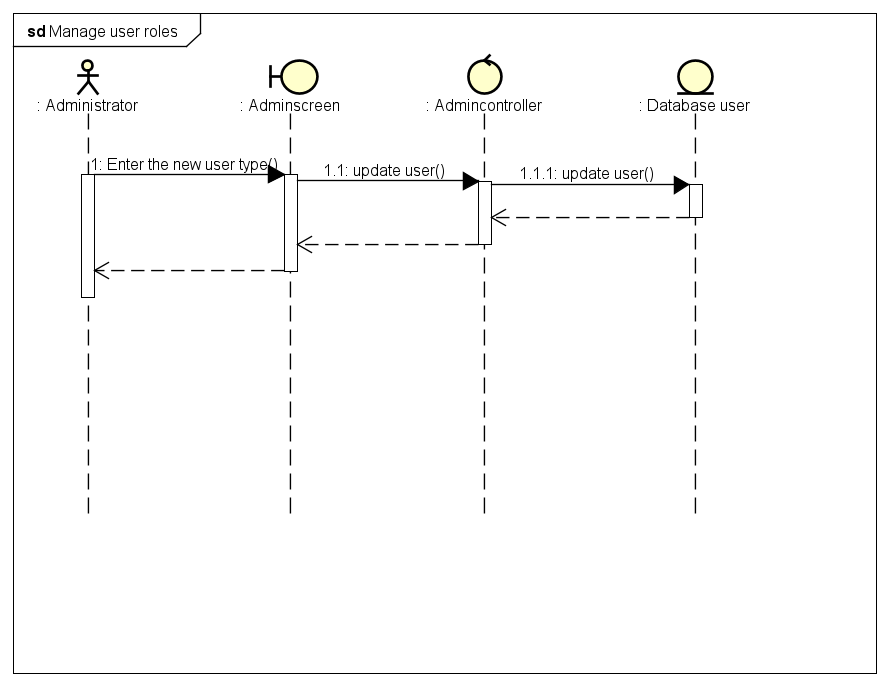 sd Manage user roles
: Administrator
: Adminscreen
: Admincontroller
: Database user
1: Enter the new user type()
1.1: update user()
1.1.1: update user()